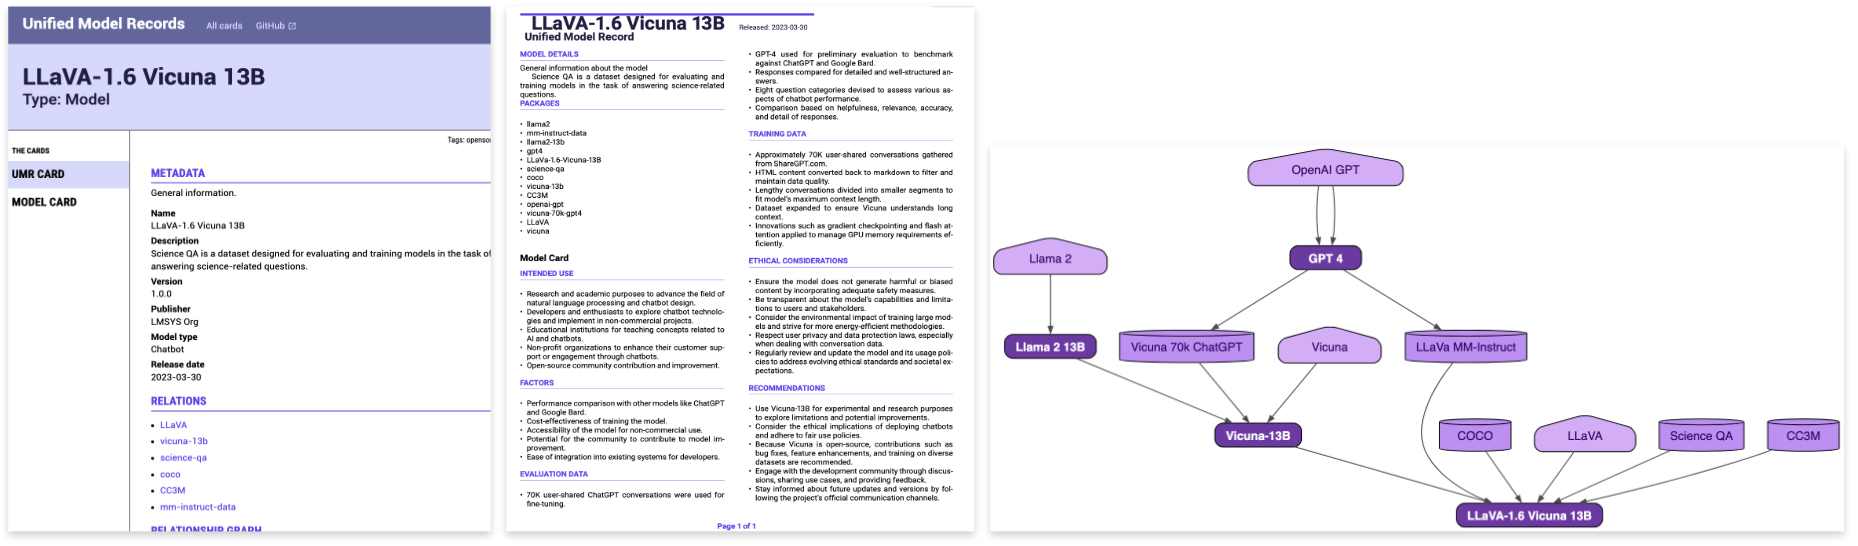 Unified Model Records
All cards
GitHub
LLaVA-1.6 Vicuna 13B
Type: Model
Tags: openso
THE CARDS
UMR CARD
MODEL CARD
METADATA
General information.
Name
LLaVA-1.6 Vicuna 13B
Description
Science QA is a dataset designed for evaluating and training models in the task of
answering science-related questions.
Version
1.0.0
Publisher
LMSYS Org
Model type
Chatbot
Release date
2023-03-30
RELATIONS
• LLaVA
• vicuna-13b
• science-qa
• coco
• CC3M
• mm-instruct-data
RELATIONSHIP GRAPH
LLaVA-1.6 Vicuna 13B
Released: 2023-03-30
Unified Model Record
MODEL DETAILS
General information about the model
Science QA is a dataset designed for evaluating and
training models in the task of answering science-related
questions.
PACKAGES
• llama2
• mm-instruct-data
• llama2-13b
• gpt4
• LLaVa-1.6-Vicuna-13B
• science-qa
• coco
• vicuna-13b
• CC3M
• openai-gpt
• vicuna-70k-gpt4
• LLaVA
• vicuna
Model Card
INTENDED USE
• Research and academic purposes to advance the field of
natural language processing and chatbot design.
• Developers and enthusiasts to explore chatbot technolo-
gies and implement in non-commercial projects.
• Educational institutions for teaching concepts related to
AI and chatbots.
• Non-profit organizations to enhance their customer sup-
port or engagement through chatbots.
• Open-source community contribution and improvement.
FACTORS
• Performance comparison with other models like ChatGPT
and Google Bard.
• Cost-effectiveness of training the model.
• Accessibility of the model for non-commercial use.
• Potential for the community to contribute to model im-
provement.
• Ease of integration into existing systems for developers.
EVALUATION DATA
• 70K user-shared ChatGPT conversations were used for
fine-tuning.
• GPT-4 used for preliminary evaluation to benchmark
against ChatGPT and Google Bard.
• Responses compared for detailed and well-structured an-
swers.
• Eight question categories devised to assess various as-
pects of chatbot performance.
• Comparison based on helpfulness, relevance, accuracy,
and detail of responses.
TRAINING DATA
• Approximately 70K user-shared conversations gathered
from ShareGPT.com.
• HTML content converted back to markdown to filter and
maintain data quality.
• Lengthy conversations divided into smaller segments to
fit model's maximum context length.
• Dataset expanded to ensure Vicuna understands long
context.
• Innovations such as gradient checkpointing and flash at-
tention applied to manage GPU memory requirements ef-
ficiently.
ETHICAL CONSIDERATIONS
• Ensure the model does not generate harmful or biased
content by incorporating adequate safety measures.
• Be transparent about the model's capabilities and limita-
tions to users and stakeholders.
• Consider the environmental impact of training large mod-
els and strive for more energy-efficient methodologies.
• Respect user privacy and data protection laws, especially
when dealing with conversation data.
• Regularly review and update the model and its usage poli-
cies to address evolving ethical standards and societal ex-
pectations.
RECOMMENDATIONS
• Use Vicuna-13B for experimental and research purposes
to explore limitations and potential improvements.
• Consider the ethical implications of deploying chatbots
and adhere to fair use policies.
• Because Vicuna is open-source, contributions such as
bug fixes, feature enhancements, and training on diverse
datasets are recommended.
• Engage with the development community through discus-
sions, sharing use cases, and providing feedback.
• Stay informed about future updates and versions by fol-
lowing the project's official communication channels.
Page 1 of 1
OpenAI GPT
Llama 2
GPT 4
Llama 2 13B
Vicuna 70k ChatGPT
Vicuna
LLaVa MM-Instruct
Vicuna-13B
COCO
LLaVA
Science QA
CC3M
LLaVA-1.6 Vicuna 13B